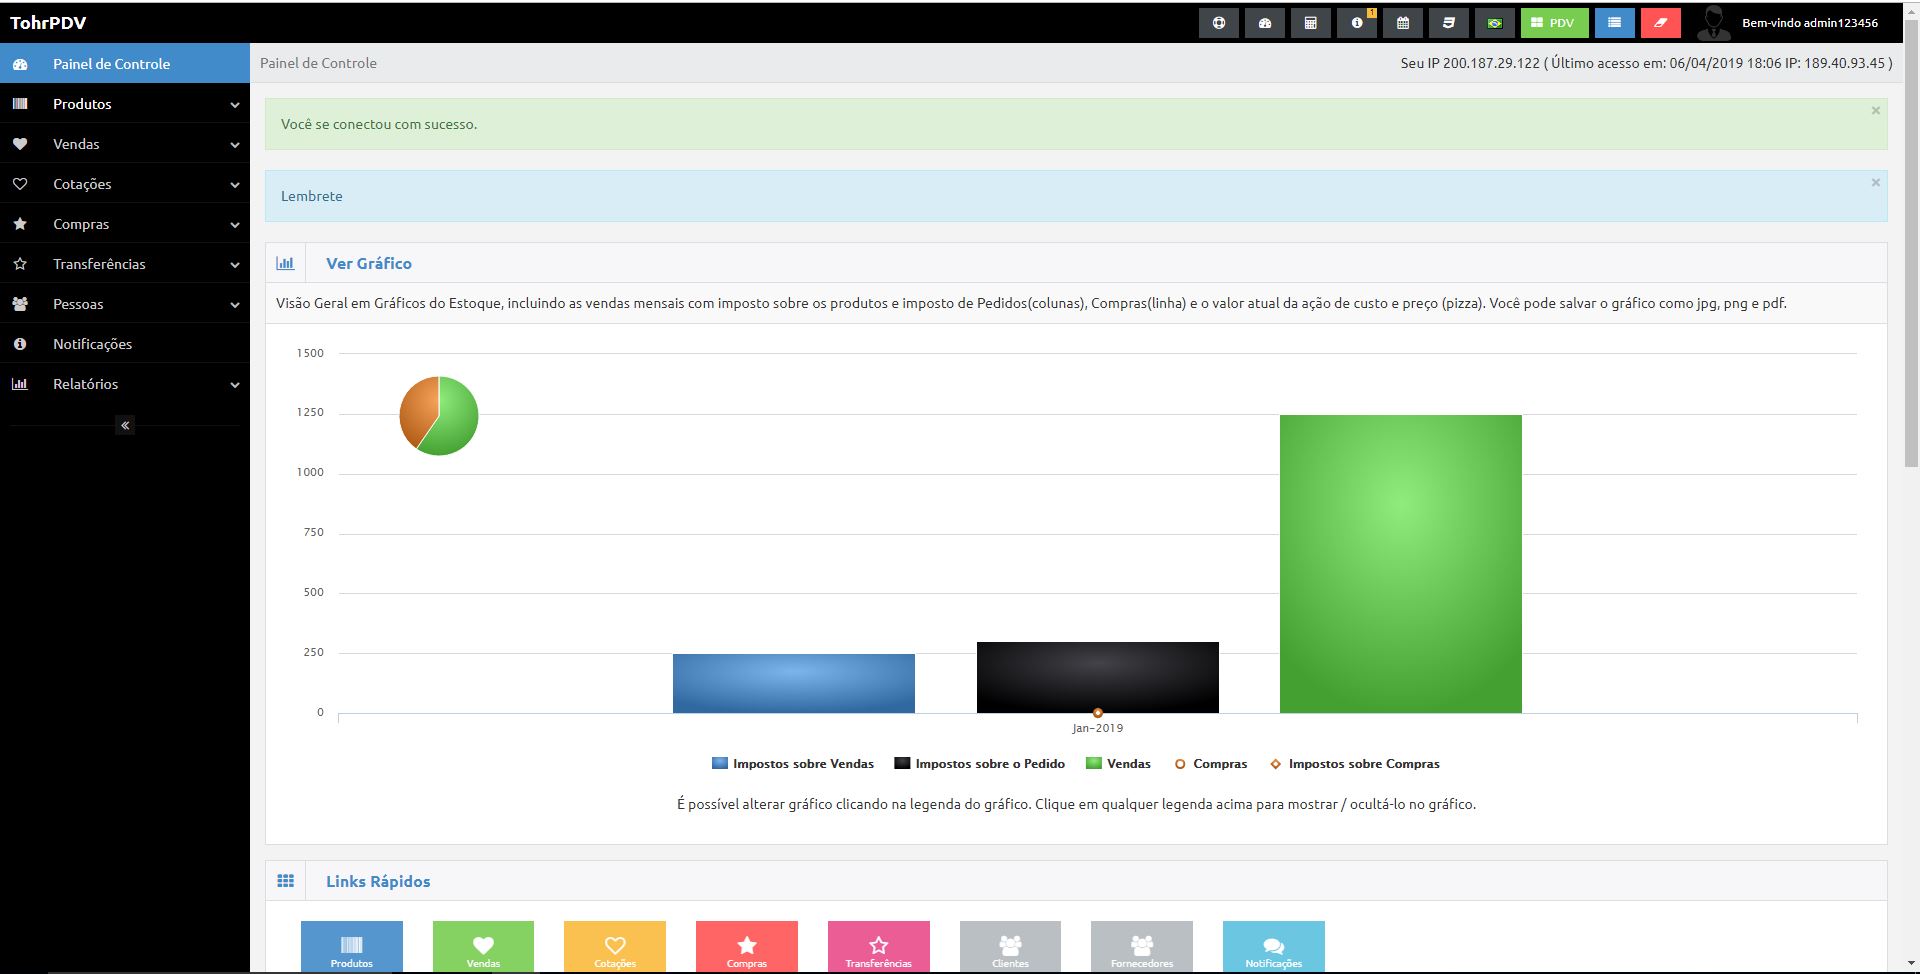 TohrPDV
1
PDV
Bem-vindo admin123456
Painel de Controle
Produtos
Vendas
Cotações
Compras
Transferências
Pessoas
Notificações
Relatórios
Painel de Controle
Seu IP 200.187.29.122 ( Último acesso em: 06/04/2019 18:06 IP: 189.40.93.45 )
Você se conectou com sucesso.
×
Lembrete
×
Ver Gráfico
Visão Geral em Gráficos do Estoque, incluindo as vendas mensais com imposto sobre os produtos e imposto de Pedidos(colunas), Compras(linha) e o valor atual da ação de custo e preço (pizza). Você pode salvar o gráfico como jpg, png e pdf.
1500
1250
1000
750
500
250
0
Jan-2019
Impostos sobre Vendas Impostos sobre o Pedido Vendas Compras Impostos sobre Compras
É possível alterar gráfico clicando na legenda do gráfico. Clique em qualquer legenda acima para mostrar / ocultá-lo no gráfico.
Links Rápidos
Produtos Vendas Cotações Compras Transferências Clientes Fornecedores Notificações